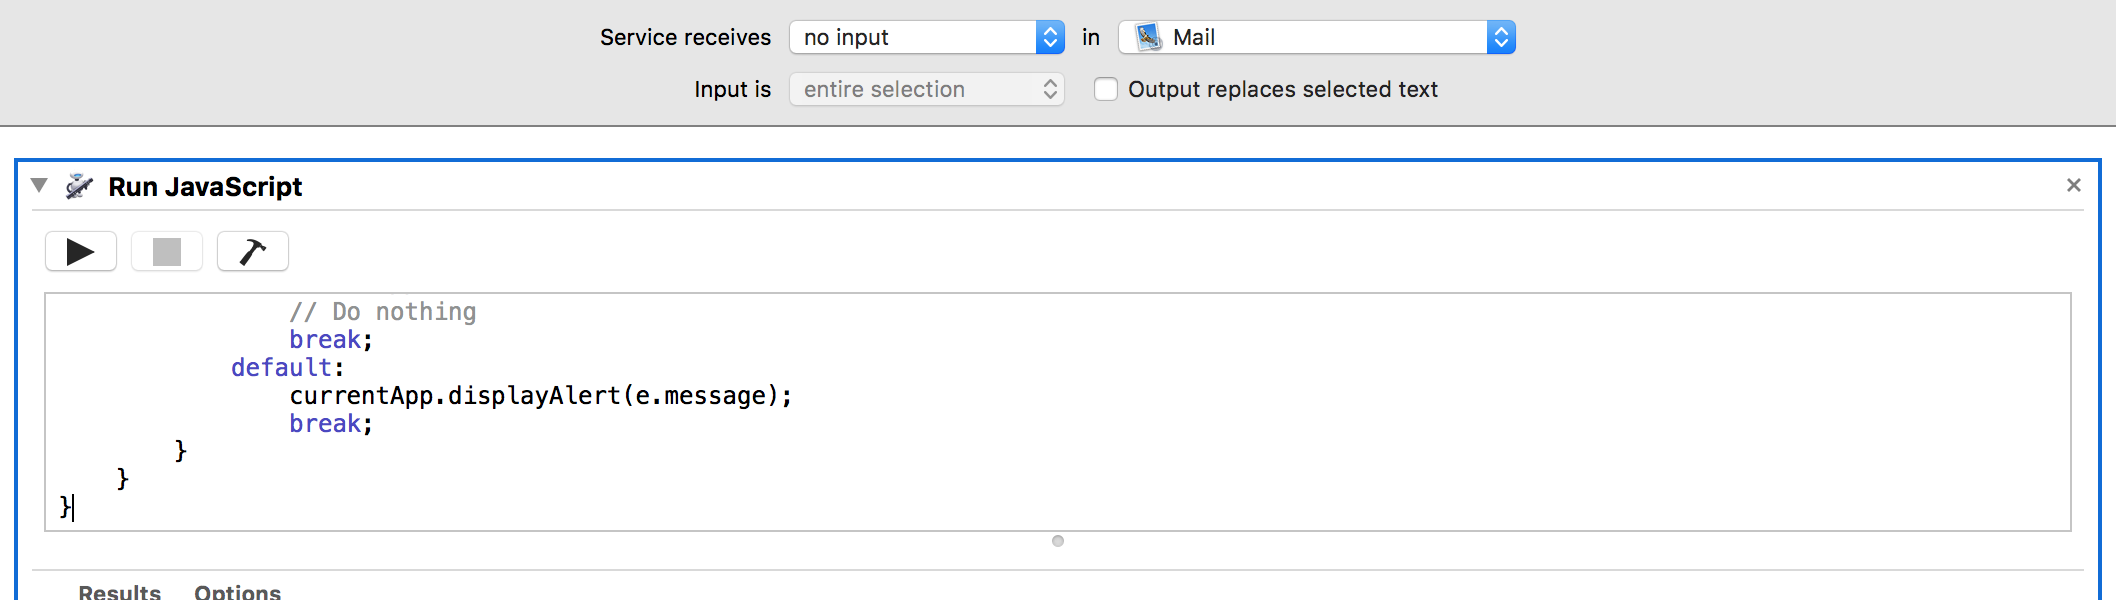 Service receives no input in Mail
Input is entire selection Output replaces selected text
Run JavaScript
// Do nothing
break;
default:
currentApp.displayAlert(e.message);
break;
}
}
}
Results Options